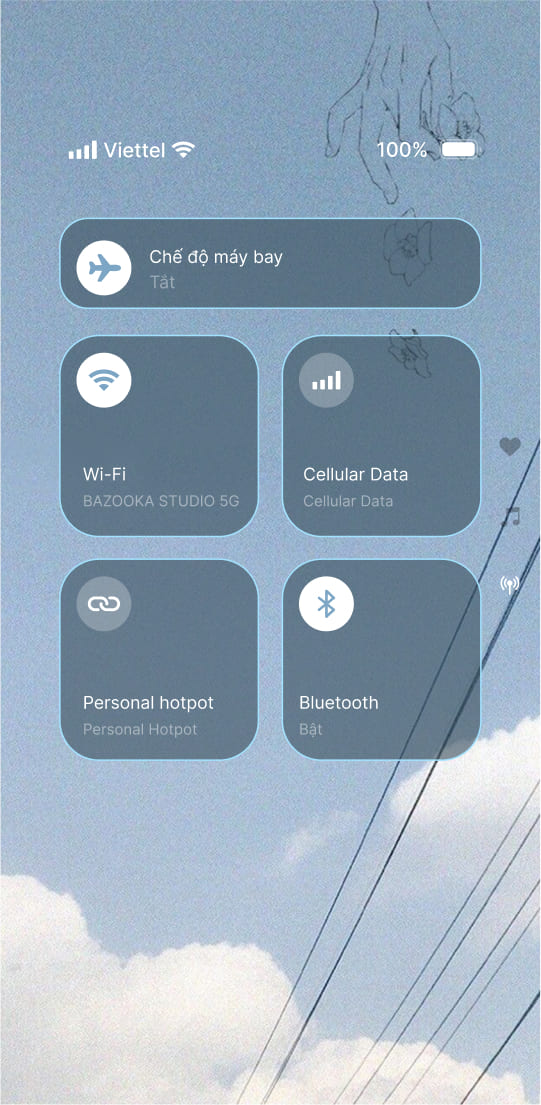 Viettel 100%
Chế độ máy bay
Tắt
Wi-Fi
BAZOOKA STUDIO 5G
Cellular Data
Cellular Data
Personal hotpot
Personal Hotpot
Bluetooth
Bật